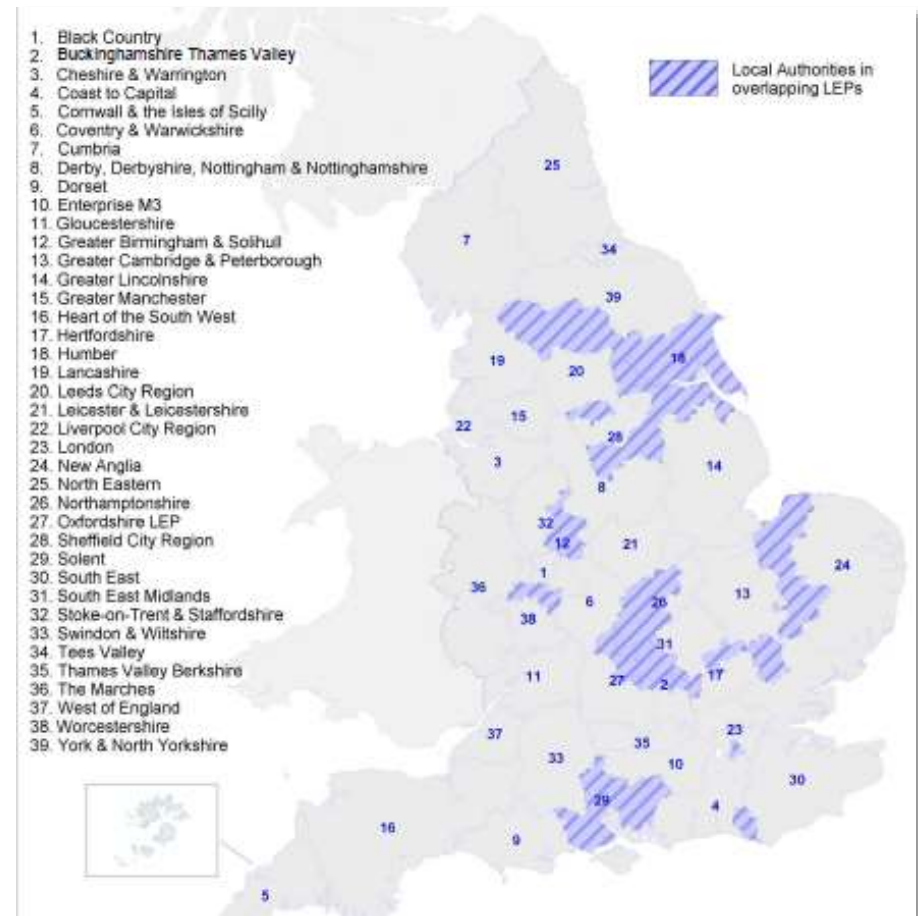 1. Black Country
2. Buckinghamshire Thames Valley
3. Cheshire & Warrington
4. Coast to Capital
5. Cornwall & the Isles of Scilly
6. Coventry & Warwickshire
7. Cumbria
8. Derby, Derbyshire, Nottingham & Nottinghamshire
9. Dorset
10. Enterprise M3
11. Gloucestershire
12. Greater Birmingham & Solihull
13. Greater Cambridge & Peterborough
14. Greater Lincolnshire
15. Greater Manchester
16. Heart of the South West
17. Hertfordshire
18. Humber
19. Lancashire
20. Leeds City Region
21. Leicester & Leicestershire
22. Liverpool City Region
23. London
24. New Anglia
25. North Eastern
26. Northamptonshire
27. Oxfordshire LEP
28. Sheffield City Region
29. Solent
30. South East
31. South East Midlands
32. Stoke-on-Trent & Staffordshire
33. Swindon & Wiltshire
34. Tees Valley
35. Thames Valley Berkshire
36. The Marches
37. West of England
38. Worcestershire
39. York & North Yorkshire
Local Authorities in
overlapping LEPs
25
7
34
39
18
19
20
15
22
28
3
14
8
32
12
21
24
1
36
6
26
13
38
31
11
27
2
17
37
23
35
33
10
30
29
4
16
9
5